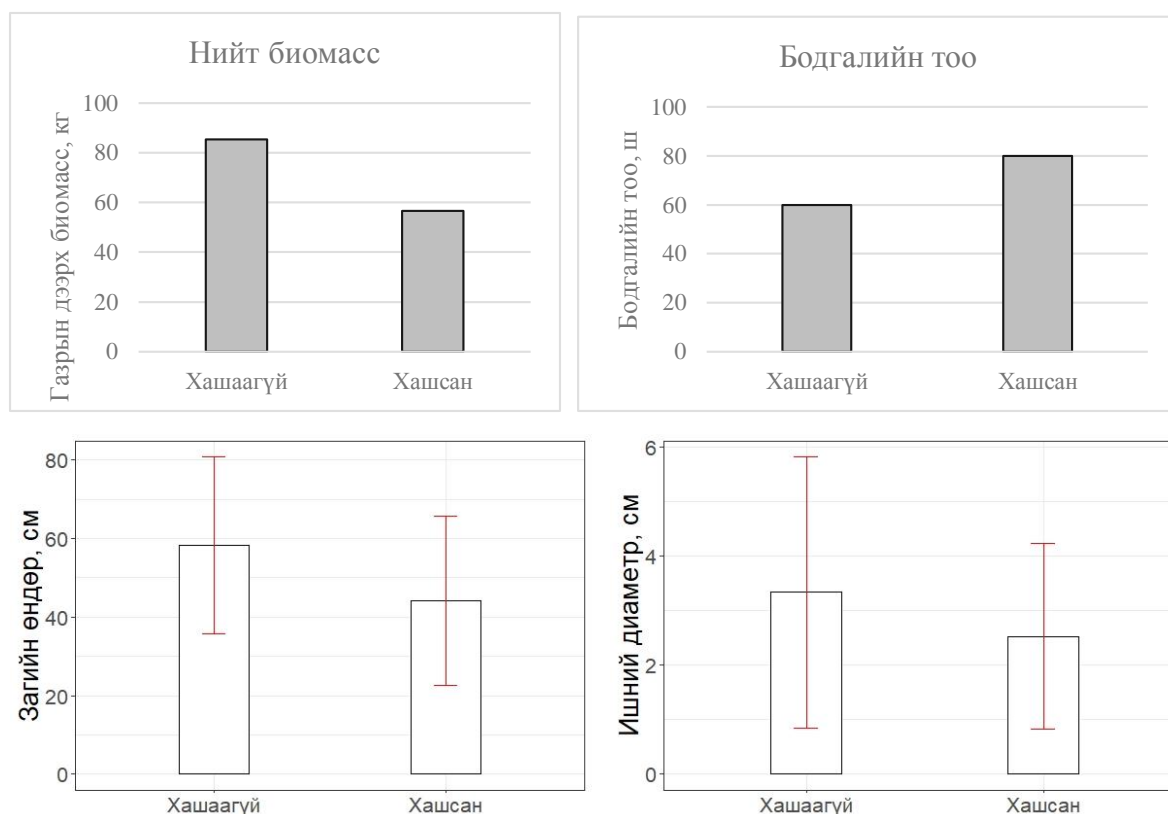 Нийт биомасс
Газрын дээрх биомасс, кг
100
80
60
40
20
0
Хашаагүй Хашсан
Бодгалийн тоо
Бодгалийн тоо, ш
100
80
60
40
20
0
Хашаагүй Хашсан
Загийн өндөр, см
80
60
40
20
0
Хашаагүй Хашсан
Ишний диаметр, см
6
4
2
0
Хашаагүй Хашсан